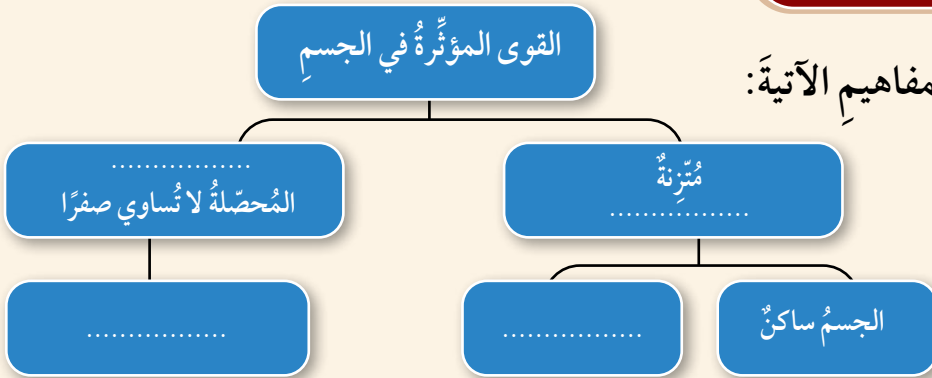 القوى المؤثِّرةُ في الجسمِ
مفاهيمِ الآتيةَ:
مُتّزِنةٌ
.................
.................
المُحصّلةُ لا تُساوي صفرًا
الجسمُ ساكنٌ
.................
.................